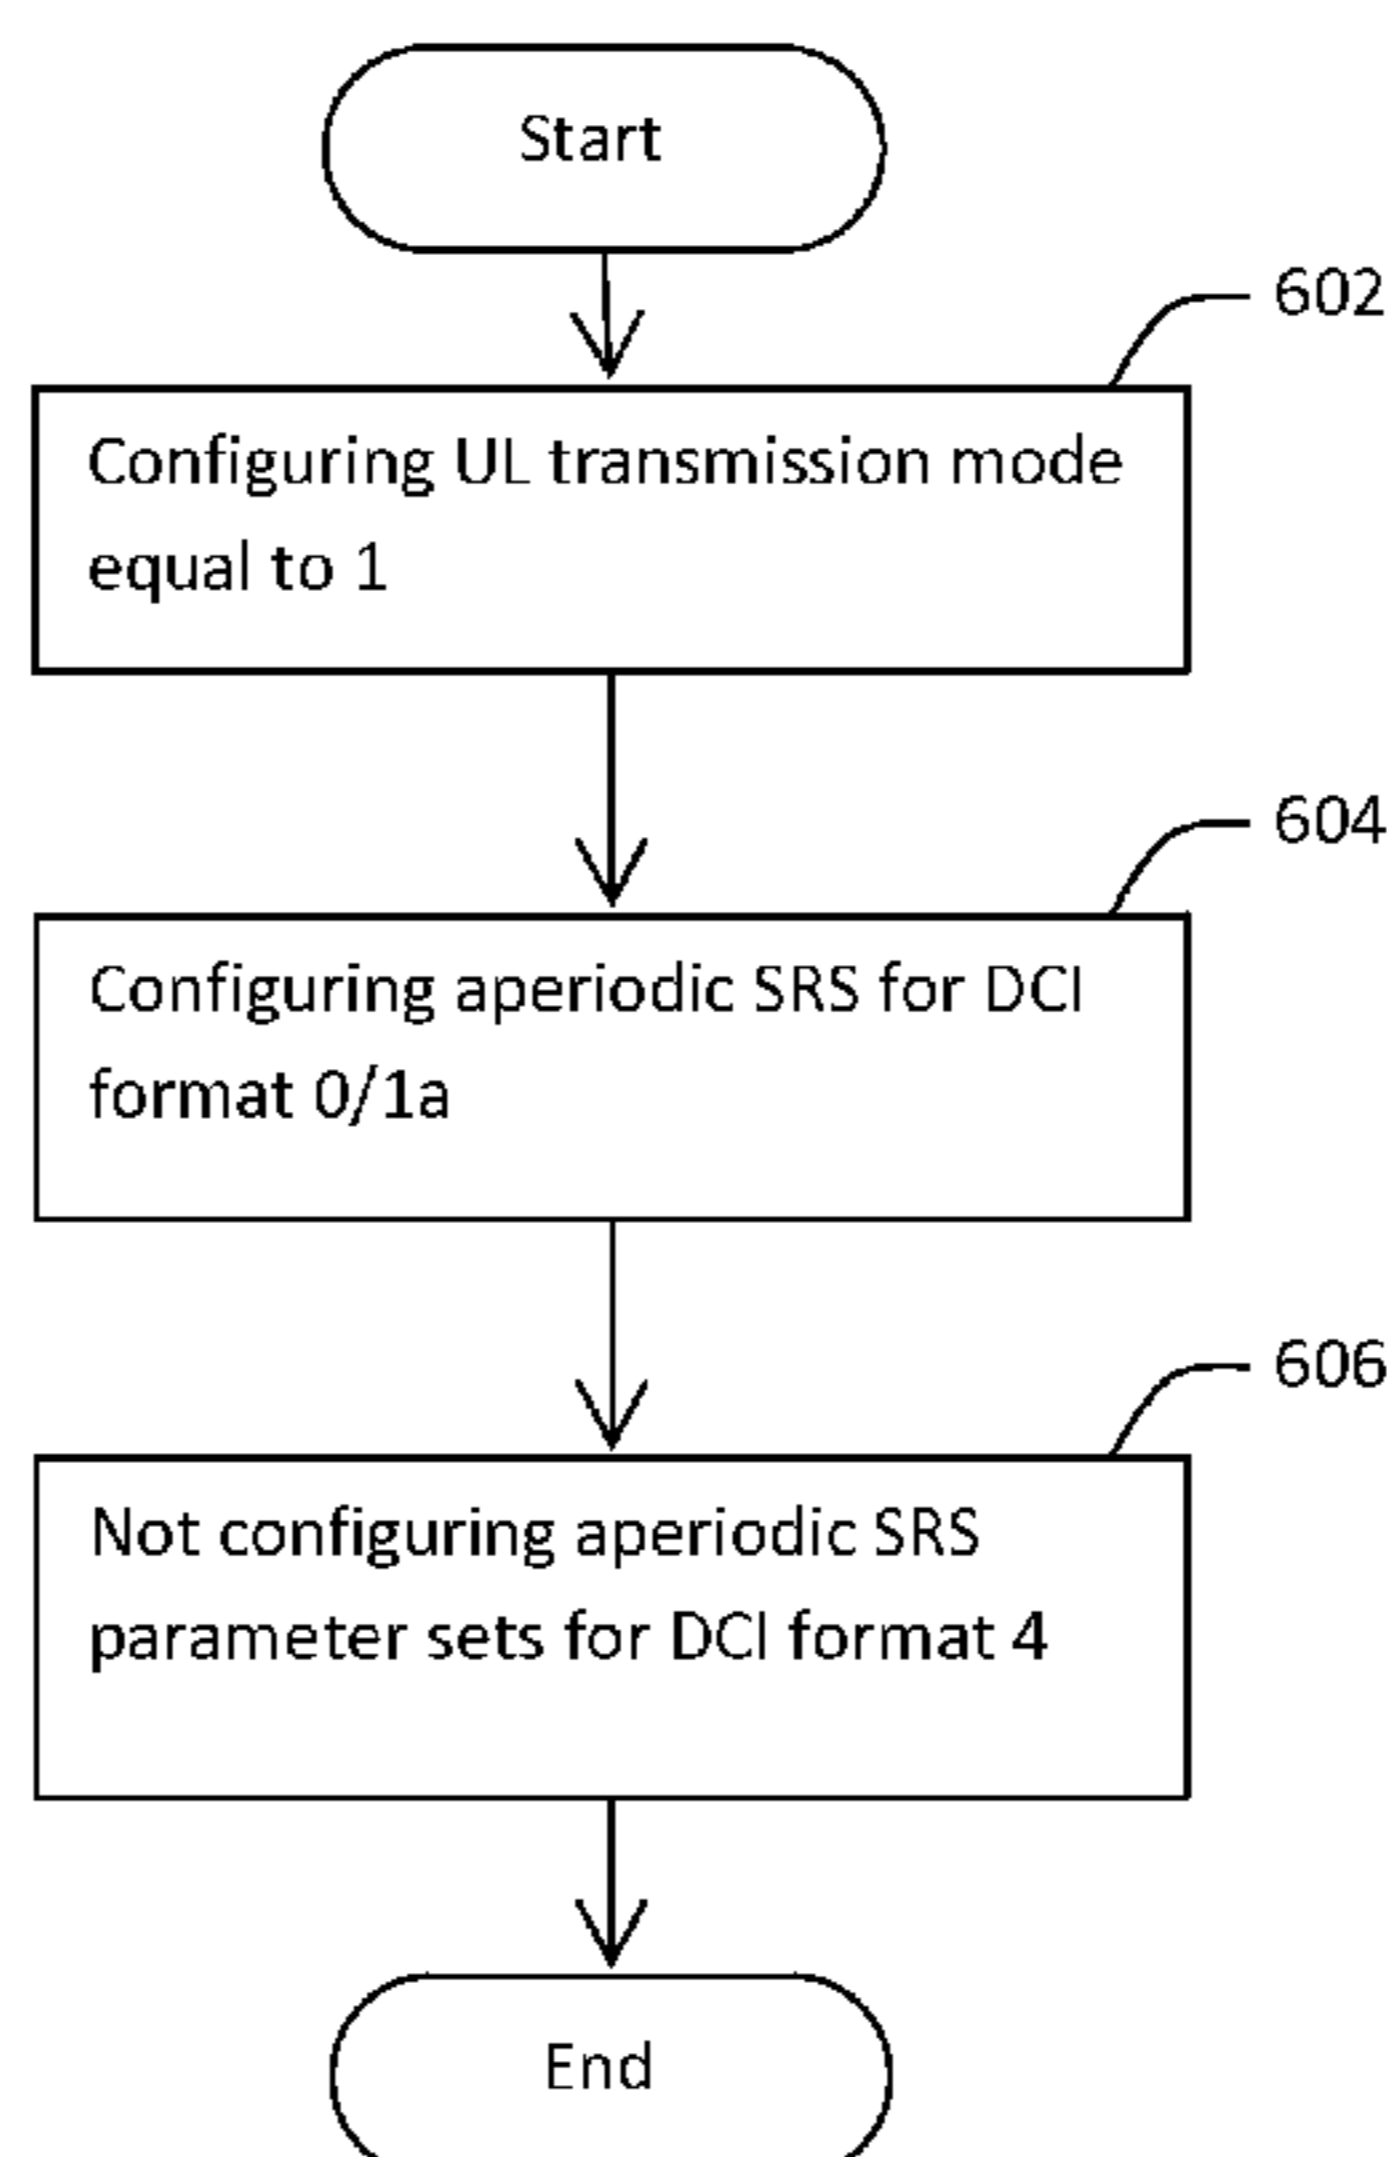 Start
602
Configuring UL transmission mode
equal to 1
604
Configuring aperiodic SRS for DCI
format 0/1a
606
Not configuring aperiodic SRS
parameter sets for DCI format 4
End